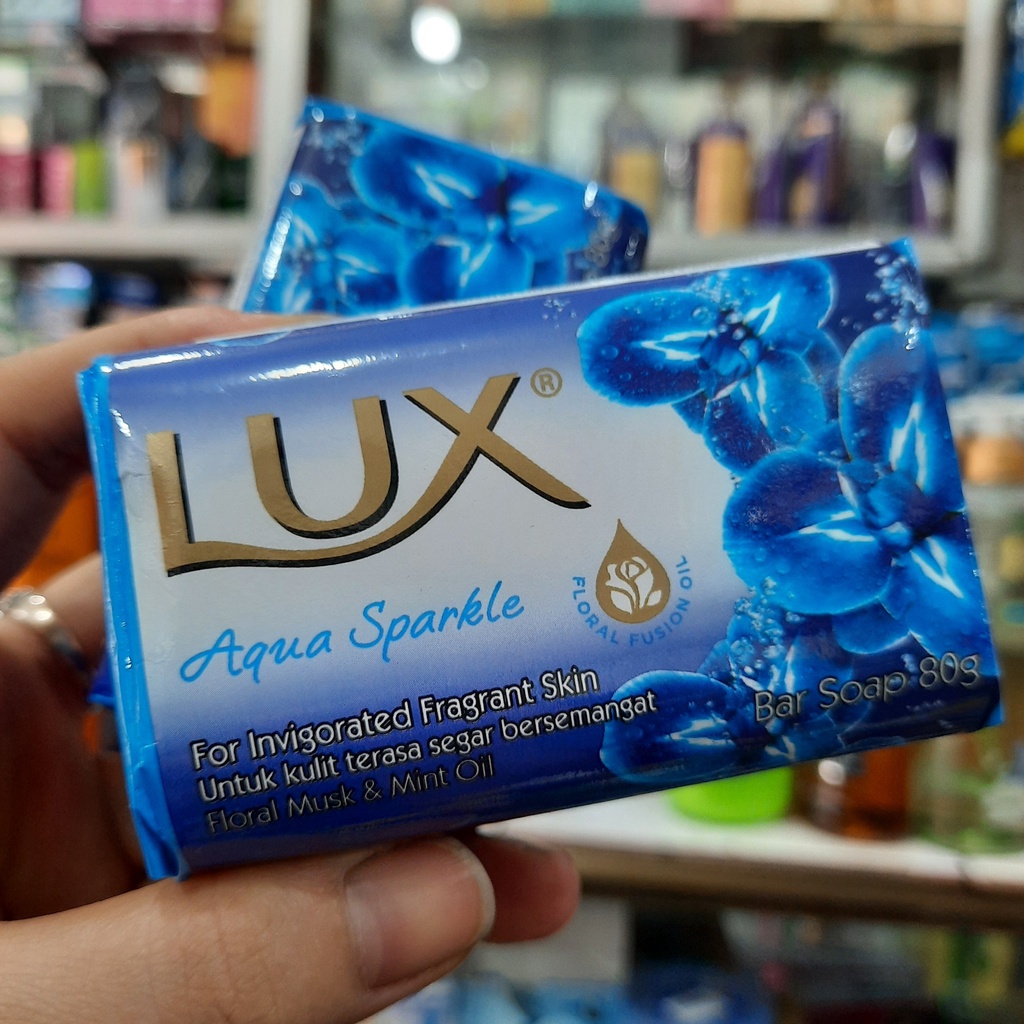 LUX®
Aqua Sparkle
FLORAL FUSION OIL
For Invigorated Fragrant Skin
Untuk kulit terasa segar bersemangat
Floral Musk & Mint Oil
Bar Soap 80g